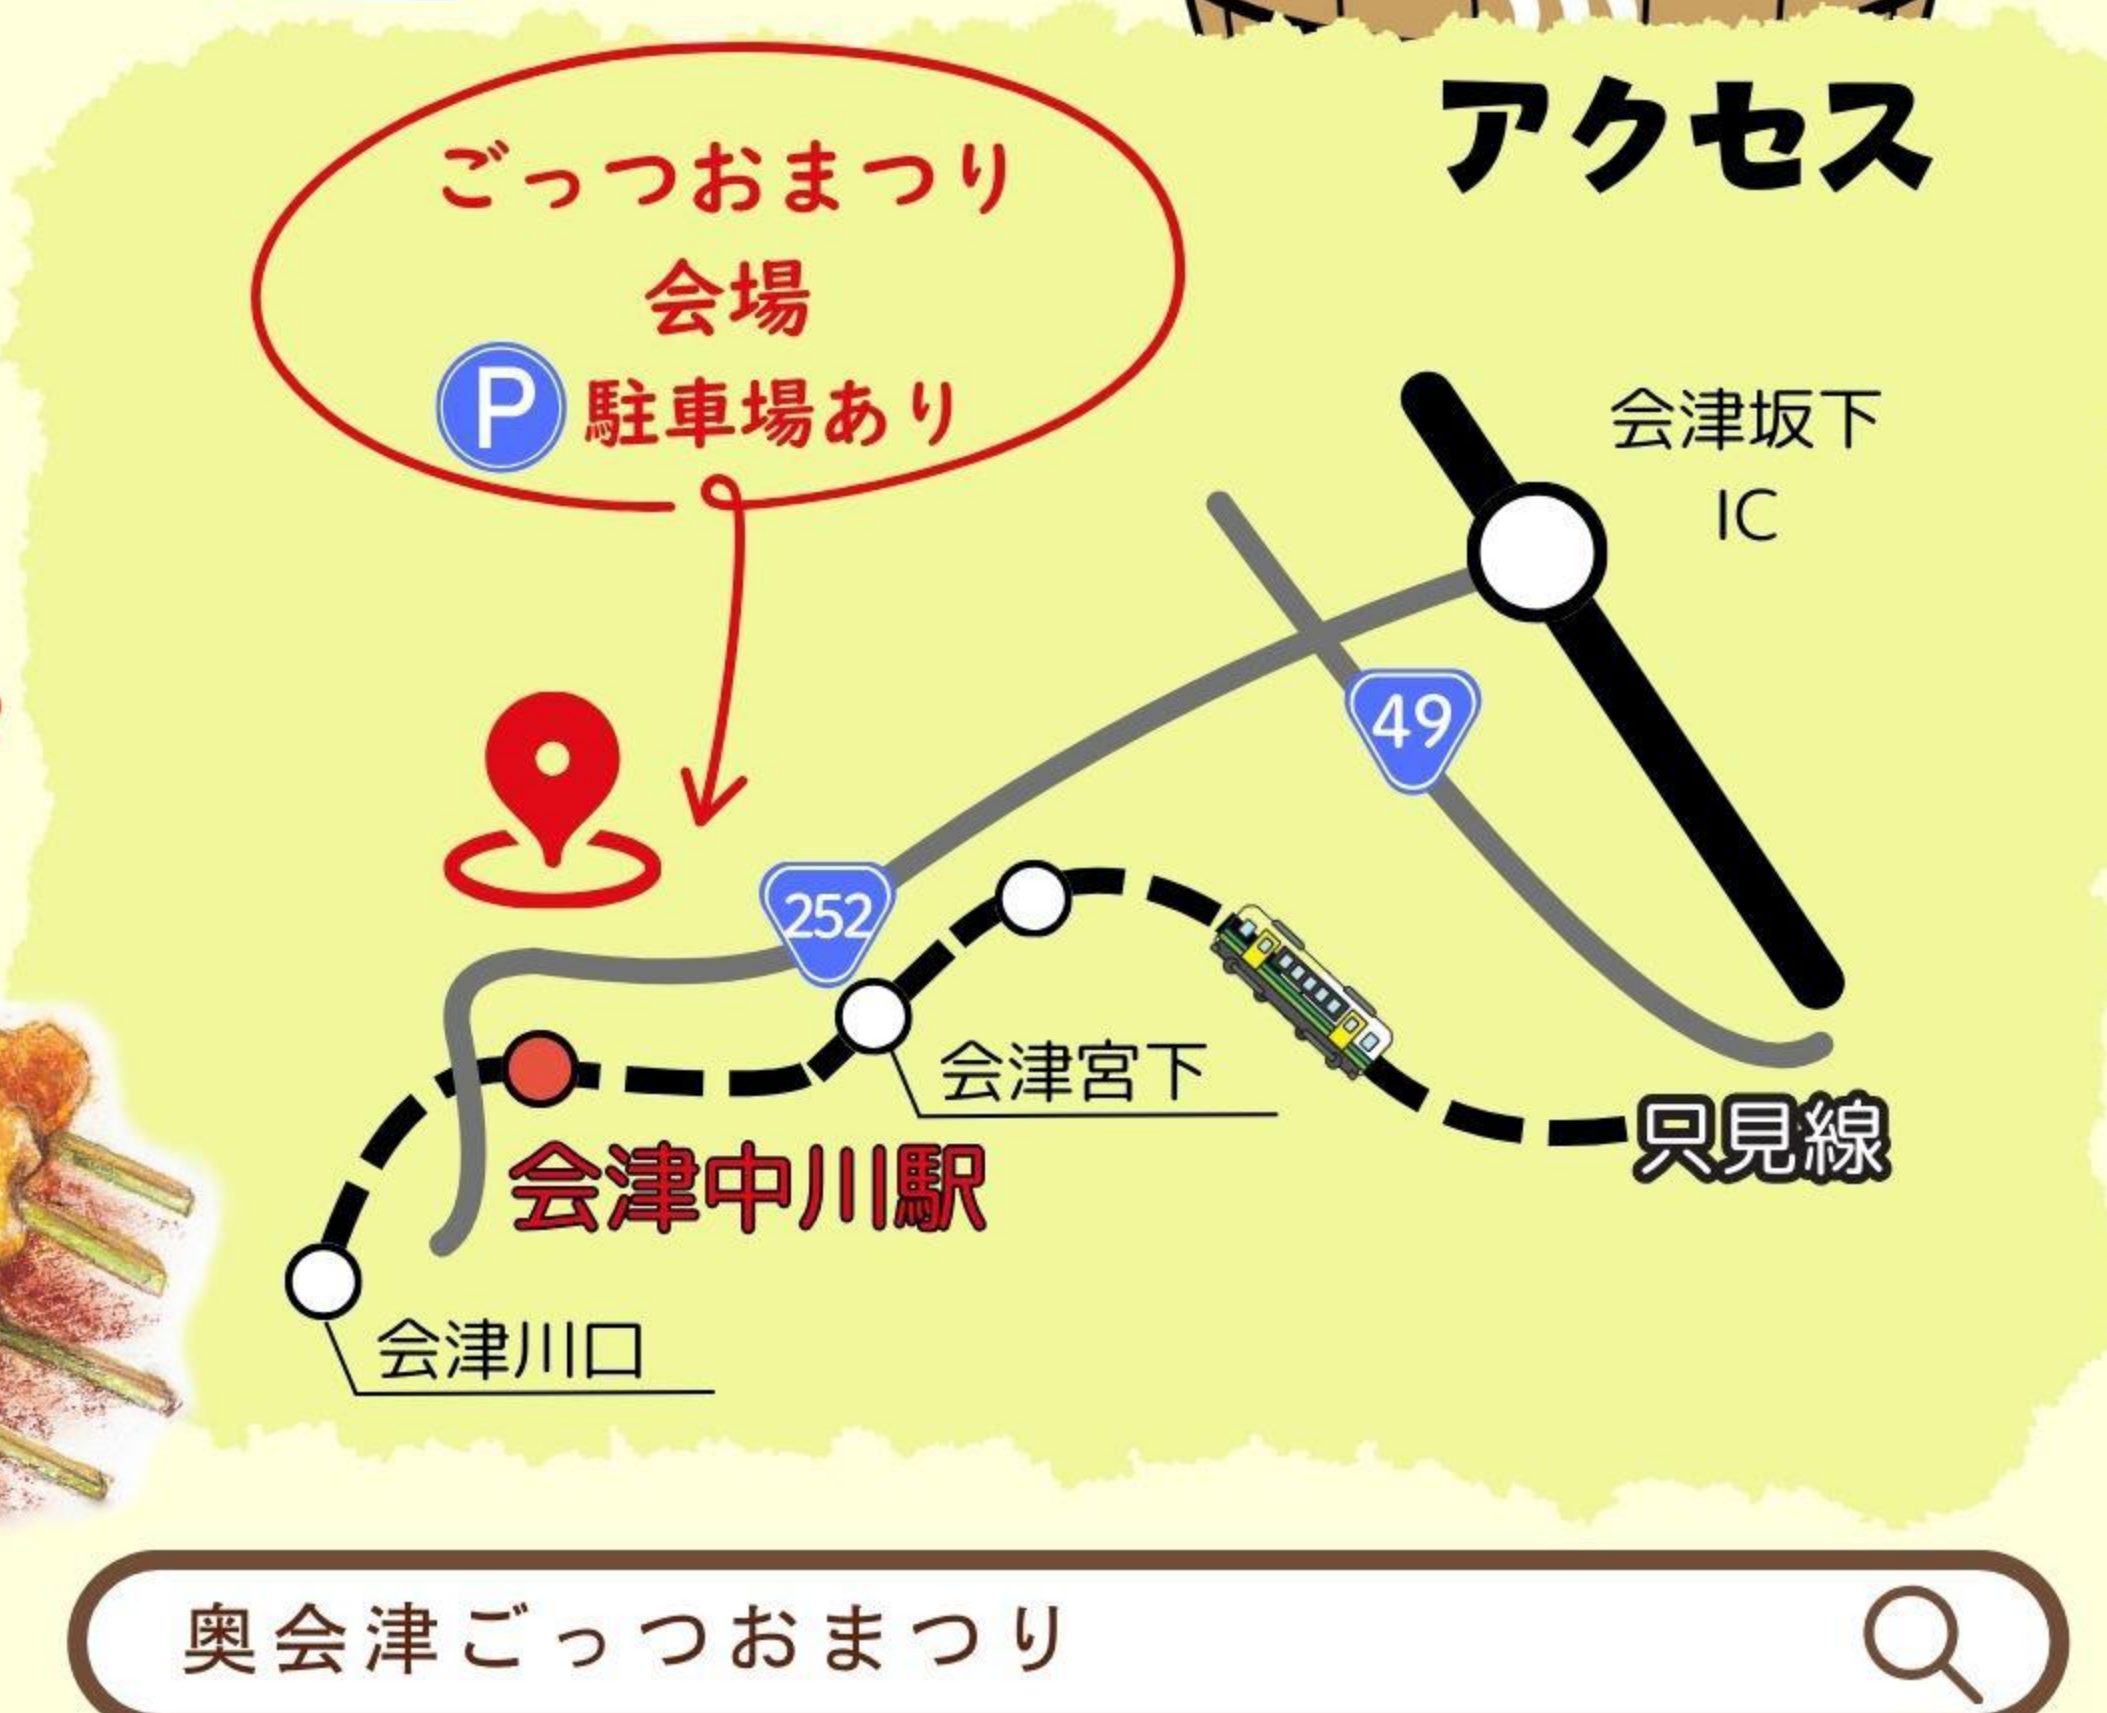 アクセス
ごっつおまつり
会場
P 駐車場あり
会津坂下
IC
49
252
会津宮下
只見線
会津中川駅
会津川口
奥会津ごっつおまつり